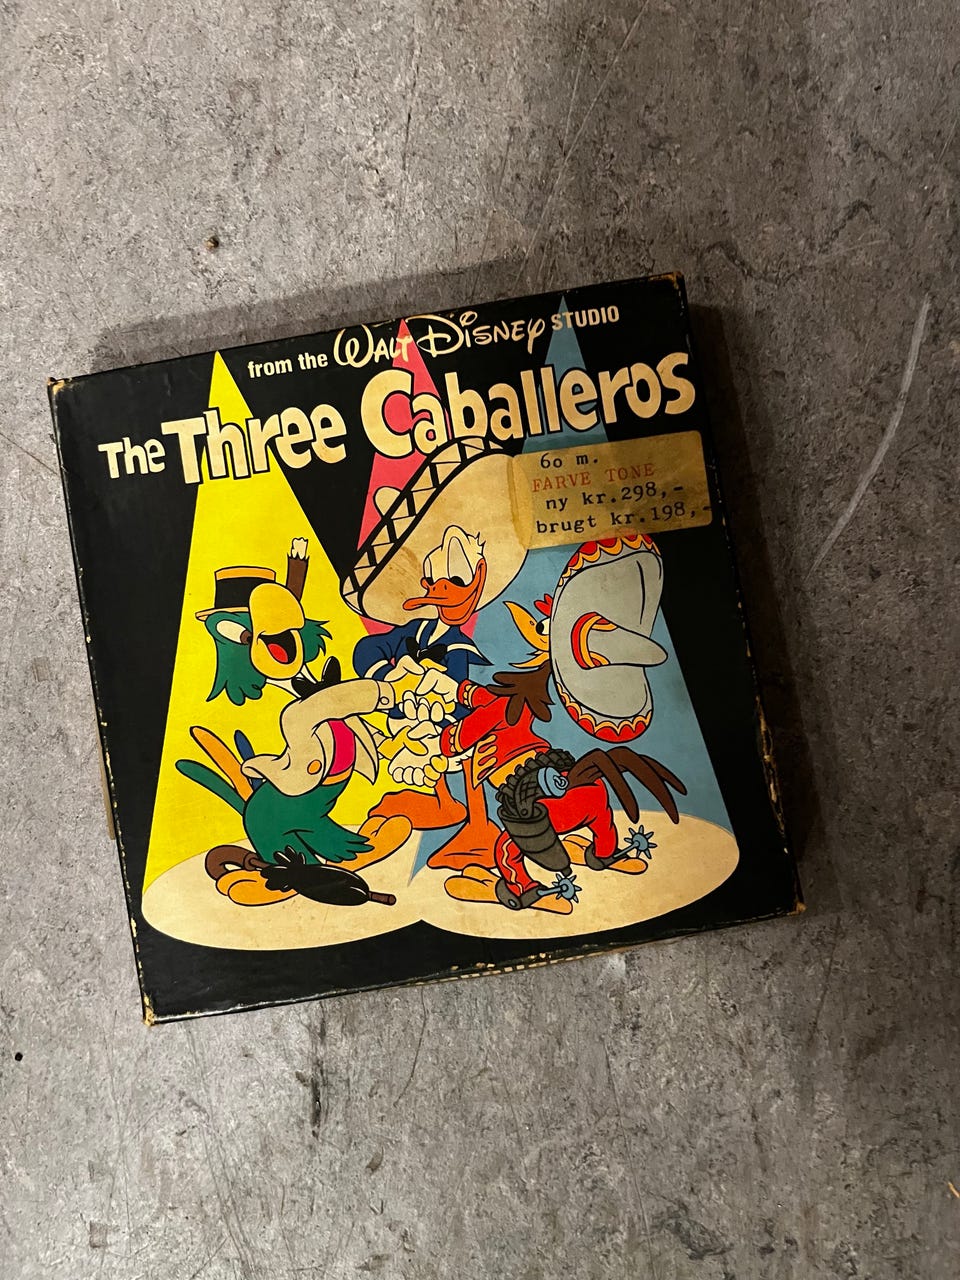 from the WALT DISNEY STUDIO
The Three Caballeros
60 m.
FARVE TONE
ny kr.298,-
brugt kr.198,-